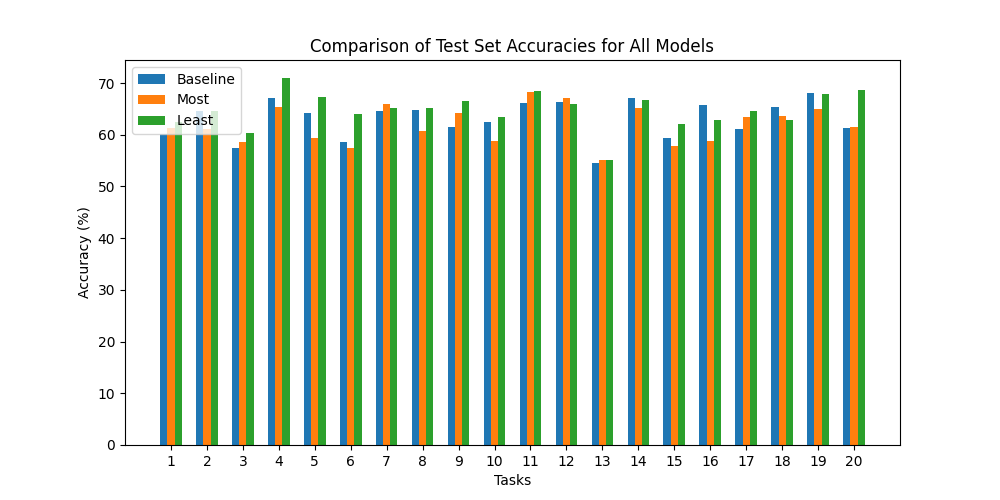 Comparison of Test Set Accuracies for All Models
Baseline
Most
Least
70
60
50
40
30
20
10
0
Accuracy (%)
1 2 3 4 5 6 7 8 9 10 11 12 13 14 15 16 17 18 19 20
Tasks